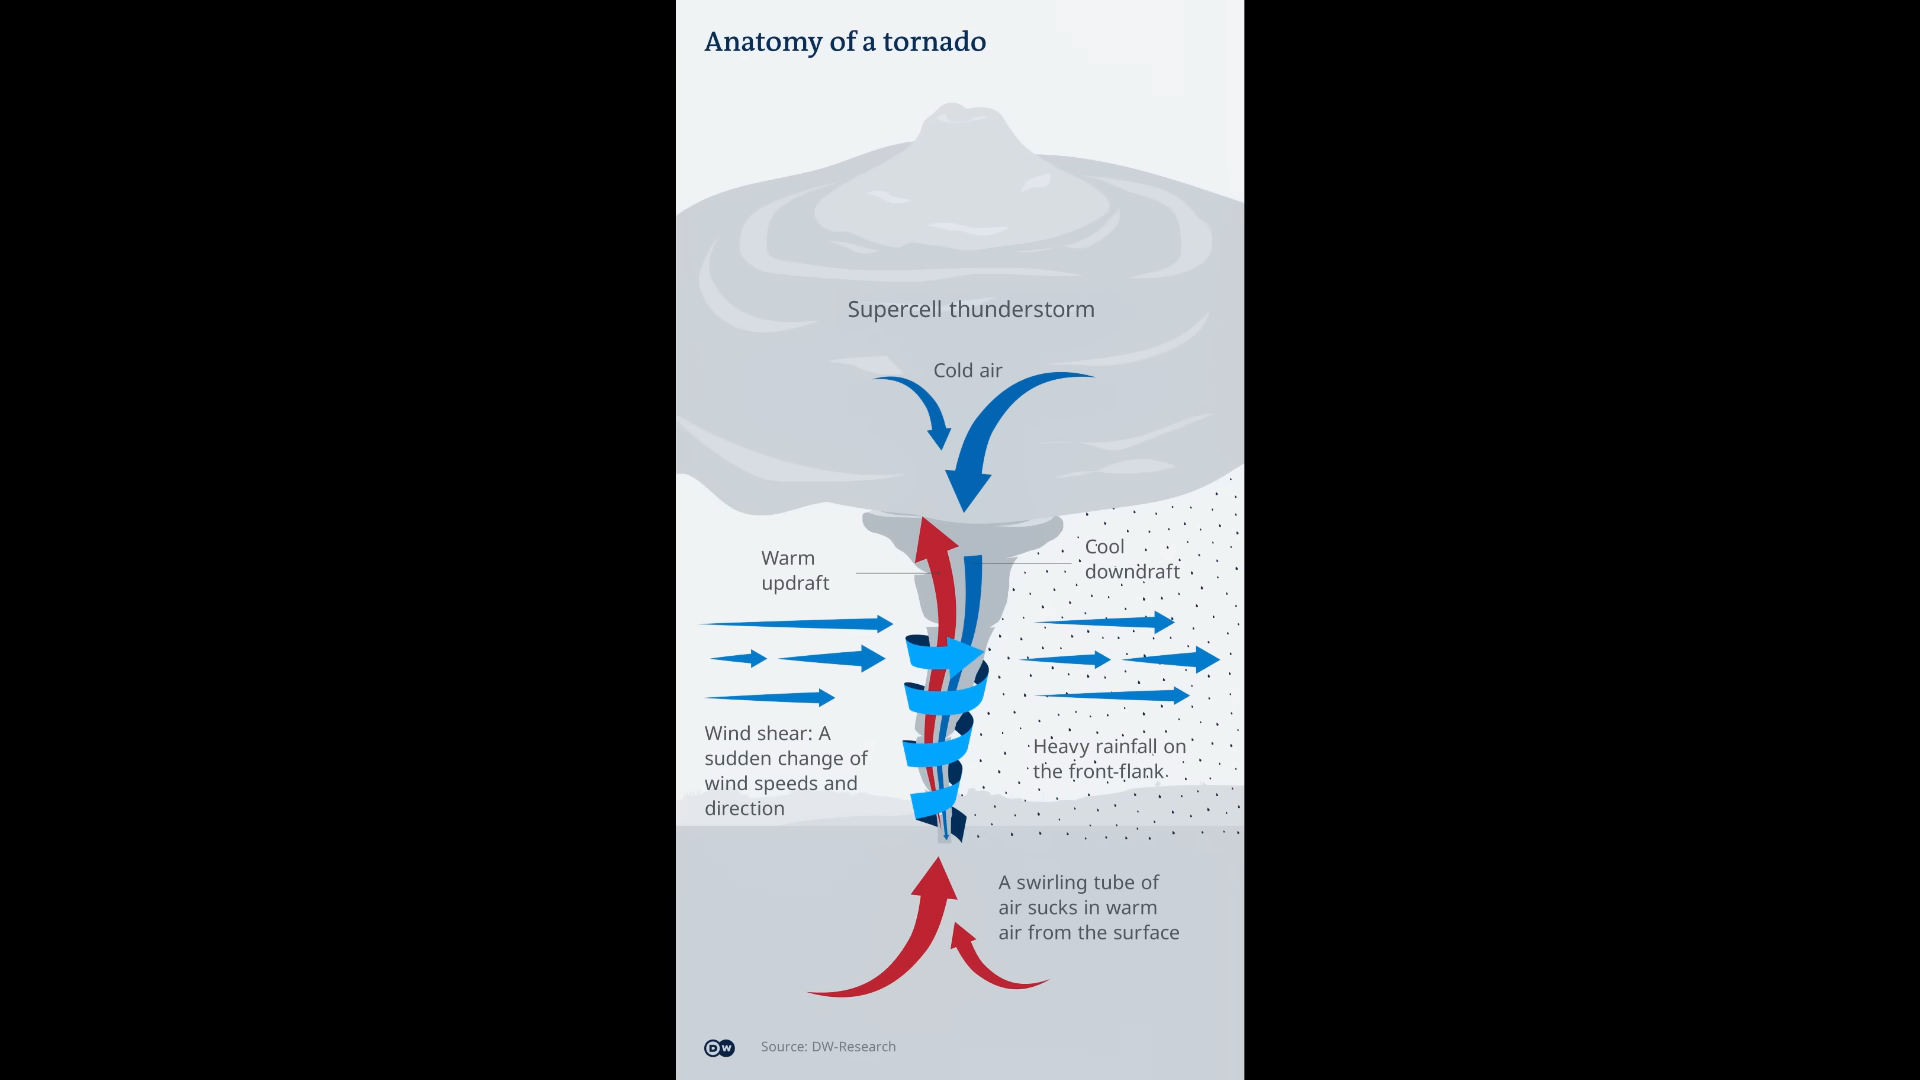 Anatomy of a tornado
Supercell thunderstorm
Cold air
Warm
updraft
Cool
downdraft
Wind shear: A
sudden change of
wind speeds and
direction
Heavy rainfall on
the front-flank
A swirling tube of
air sucks in warm
air from the surface
DW
Source: DW-Research